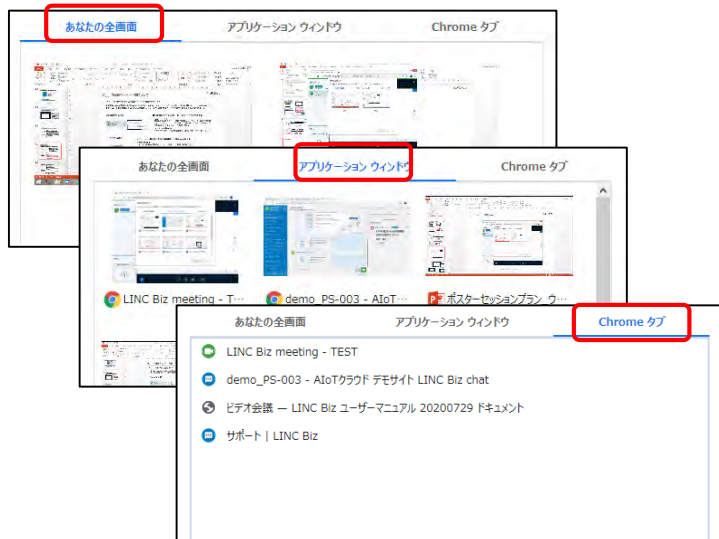 あなたの全画面 アプリケーション ウィンドウ Chrome タブ
あなたの全画面 アプリケーション ウィンドウ Chrome タブ
LINC Biz meeting - T… demo_PS-003 - AIoT… ポスターセッションプラン_ウ…
あなたの全画面 アプリケーション ウィンドウ Chrome タブ
LINC Biz meeting - TEST
demo_PS-003 - AIoTクラウド デモサイト LINC Biz chat
ビデオ会議 — LINC Biz ユーザーマニュアル 20200729 ドキュメント
サポート | LINC Biz